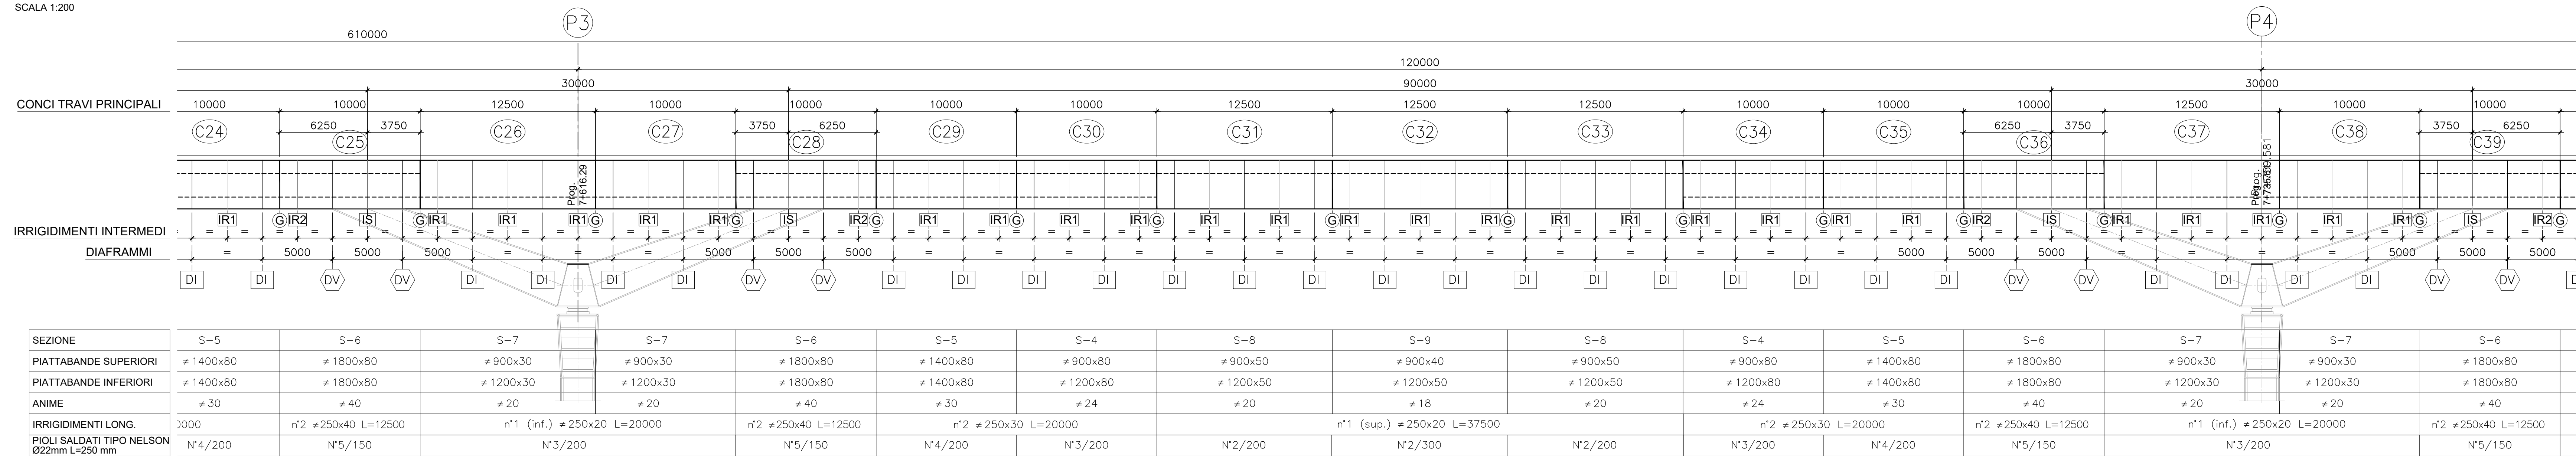 SCALA 1:200
P3 P4
610000
120000
30000 90000 30000
CONCI TRAVI PRINCIPALI 10000 10000 12500 10000 10000 10000 10000 12500 12500 12500 10000 10000 10000 12500 10000 10000
6250 3750 3750 6250 6250 3750 3750 6250
C24 C25 C26 C27 C28 C29 C30 C31 C32 C33 C34 C35 C36 C37 C38 C39
Prog.
7+616.29
IR1 G IR2 IS G IR1 IR1 IR1 G IR1 IR1 G IS IR2 G IR1 IR1 G IR1 IR1 G IR1 IR1 G IR1 IR1 IR1 G IR1 IR1 G IR1 IR1 G IR1 IR1 G IR2 IS G IR1 IR1 IR1 G IR1 IR1 G IS IR2 G
IRRIGIDIMENTI INTERMEDI
DIAFRAMMI = 5000 5000 5000 = = = 5000 5000 5000 = = = = = = = = = = = = = = 5000 5000 5000 = = = = 5000 5000 5000
DI DI DV DV DI DI DI DI DV DV DI DI DI DI DI DI DI DI DI DI DI DI DI DI DI DI DV DV DI DI DI DI DV DV
SEZIONE S-5 S-6 S-7 S-7 S-6 S-5 S-4 S-8 S-9 S-8 S-4 S-5 S-6 S-7 S-7 S-6
PIATTABANDE SUPERIORI ≠1400x80 ≠1800x80 ≠900x30 ≠900x30 ≠1800x80 ≠1400x80 ≠900x80 ≠900x50 ≠900x40 ≠900x50 ≠900x80 ≠1400x80 ≠1800x80 ≠900x30 ≠900x30 ≠1800x80
PIATTABANDE INFERIORI ≠1400x80 ≠1800x80 ≠1200x30 ≠1200x30 ≠1800x80 ≠1400x80 ≠1200x80 ≠1200x50 ≠1200x50 ≠1200x50 ≠1200x80 ≠1400x80 ≠1800x80 ≠1200x30 ≠1200x30 ≠1800x80
ANIME ≠30 ≠40 ≠20 ≠20 ≠40 ≠30 ≠24 ≠20 ≠18 ≠20 ≠24 ≠30 ≠40 ≠20 ≠20 ≠40
IRRIGIDIMENTI LONG. 0000 n°2 ≠250x40 L=12500 n°1 (inf.) ≠250x20 L=20000 n°2 ≠250x40 L=12500 n°2 ≠250x30 L=20000 n°1 (sup.) ≠250x20 L=37500 n°2 ≠250x30 L=20000 n°2 ≠250x40 L=12500 n°1 (inf.) ≠250x20 L=20000 n°2 ≠250x40 L=12500
PIOLI SALDATI TIPO NELSON
Ø22mm L=250 mm N°4/200 N°5/150 N°3/200 N°5/150 N°4/200 N°3/200 N°2/200 N°2/300 N°2/200 N°3/200 N°4/200 N°5/150 N°3/200 N°5/150